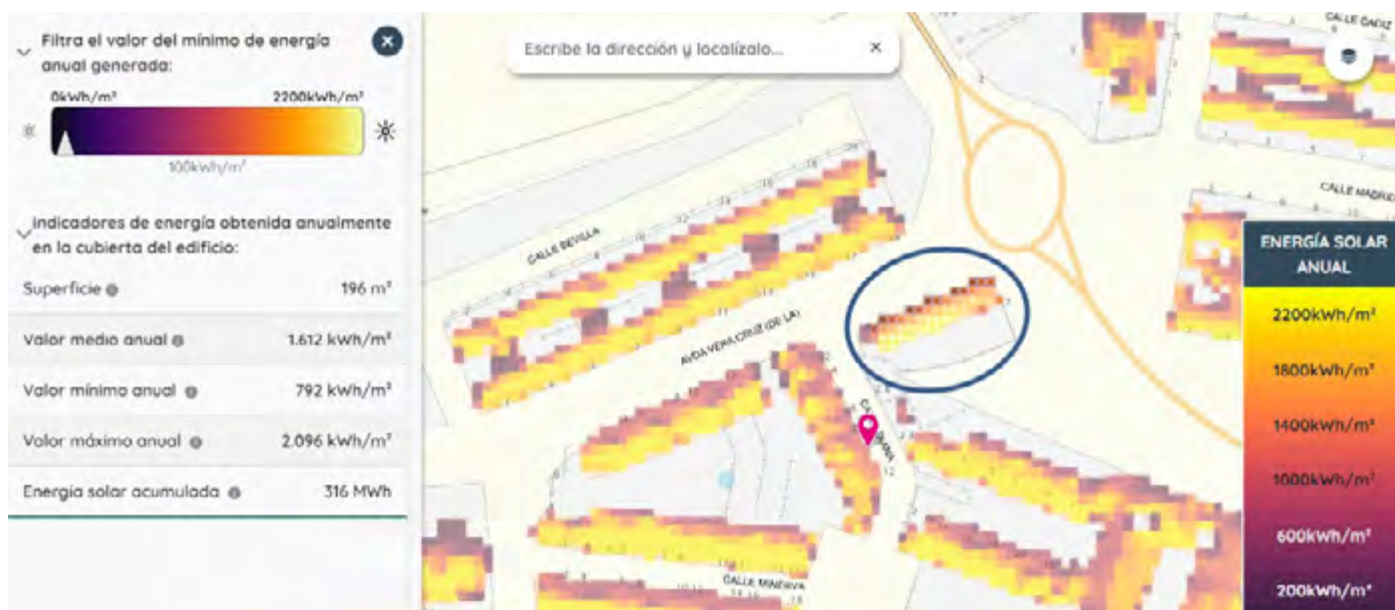 Filtra el valor del mínimo de energía
anual generada:
0kWh/m² 2200kWh/m²
100kWh/m²
Indicadores de energía obtenida anualmente
en la cubierta del edificio:
Superficie 196 m²
Valor medio anual 1.612 kWh/m²
Valor mínimo anual 792 kWh/m²
Valor máximo anual 2.096 kWh/m²
Energía solar acumulada 316 MWh
Escribe la dirección y localízalo...
CALLE CADIZ
CALLE MADRID
CALLE SEVILLA
AVDA VERA CRUZ (DE LA)
CALLE MINERVA
ENERGÍA SOLAR
ANUAL
2200kWh/m²
1800kWh/m²
1400kWh/m²
1000kWh/m²
600kWh/m²
200kWh/m²